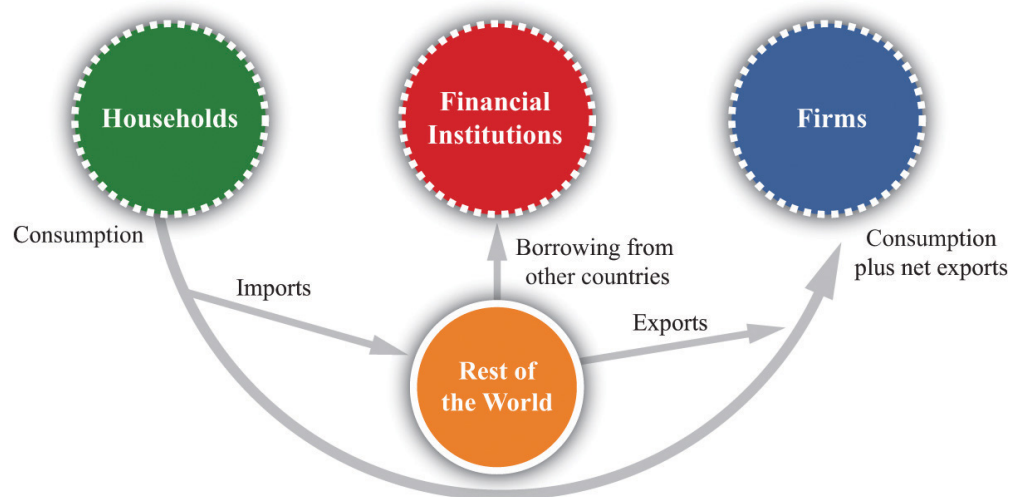 Households
Financial
Institutions
Firms
Consumption
Imports
Borrowing from
other countries
Exports
Consumption
plus net exports
Rest of
the World